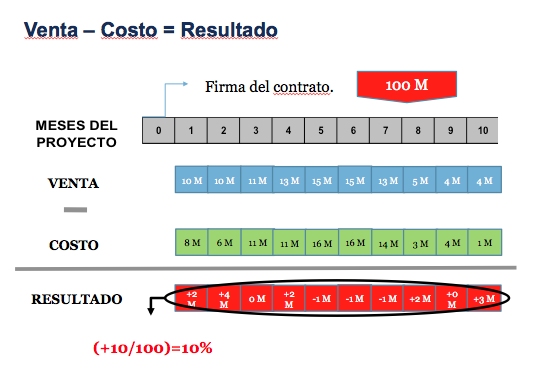 Venta – Costo = Resultado
Firma del contrato.
100 M
MESES DEL
PROYECTO
0 1 2 3 4 5 6 7 8 9 10
VENTA
10 M 10 M 11 M 13 M 15 M 15 M 13 M 5 M 4 M 4 M
COSTO
8 M 6 M 11 M 11 M 16 M 16 M 14 M 3 M 4 M 1 M
RESULTADO
+2 M +4 M 0 M +2 M -1 M -1 M -1 M +2 M +0 M +3 M
(+10/100)=10%